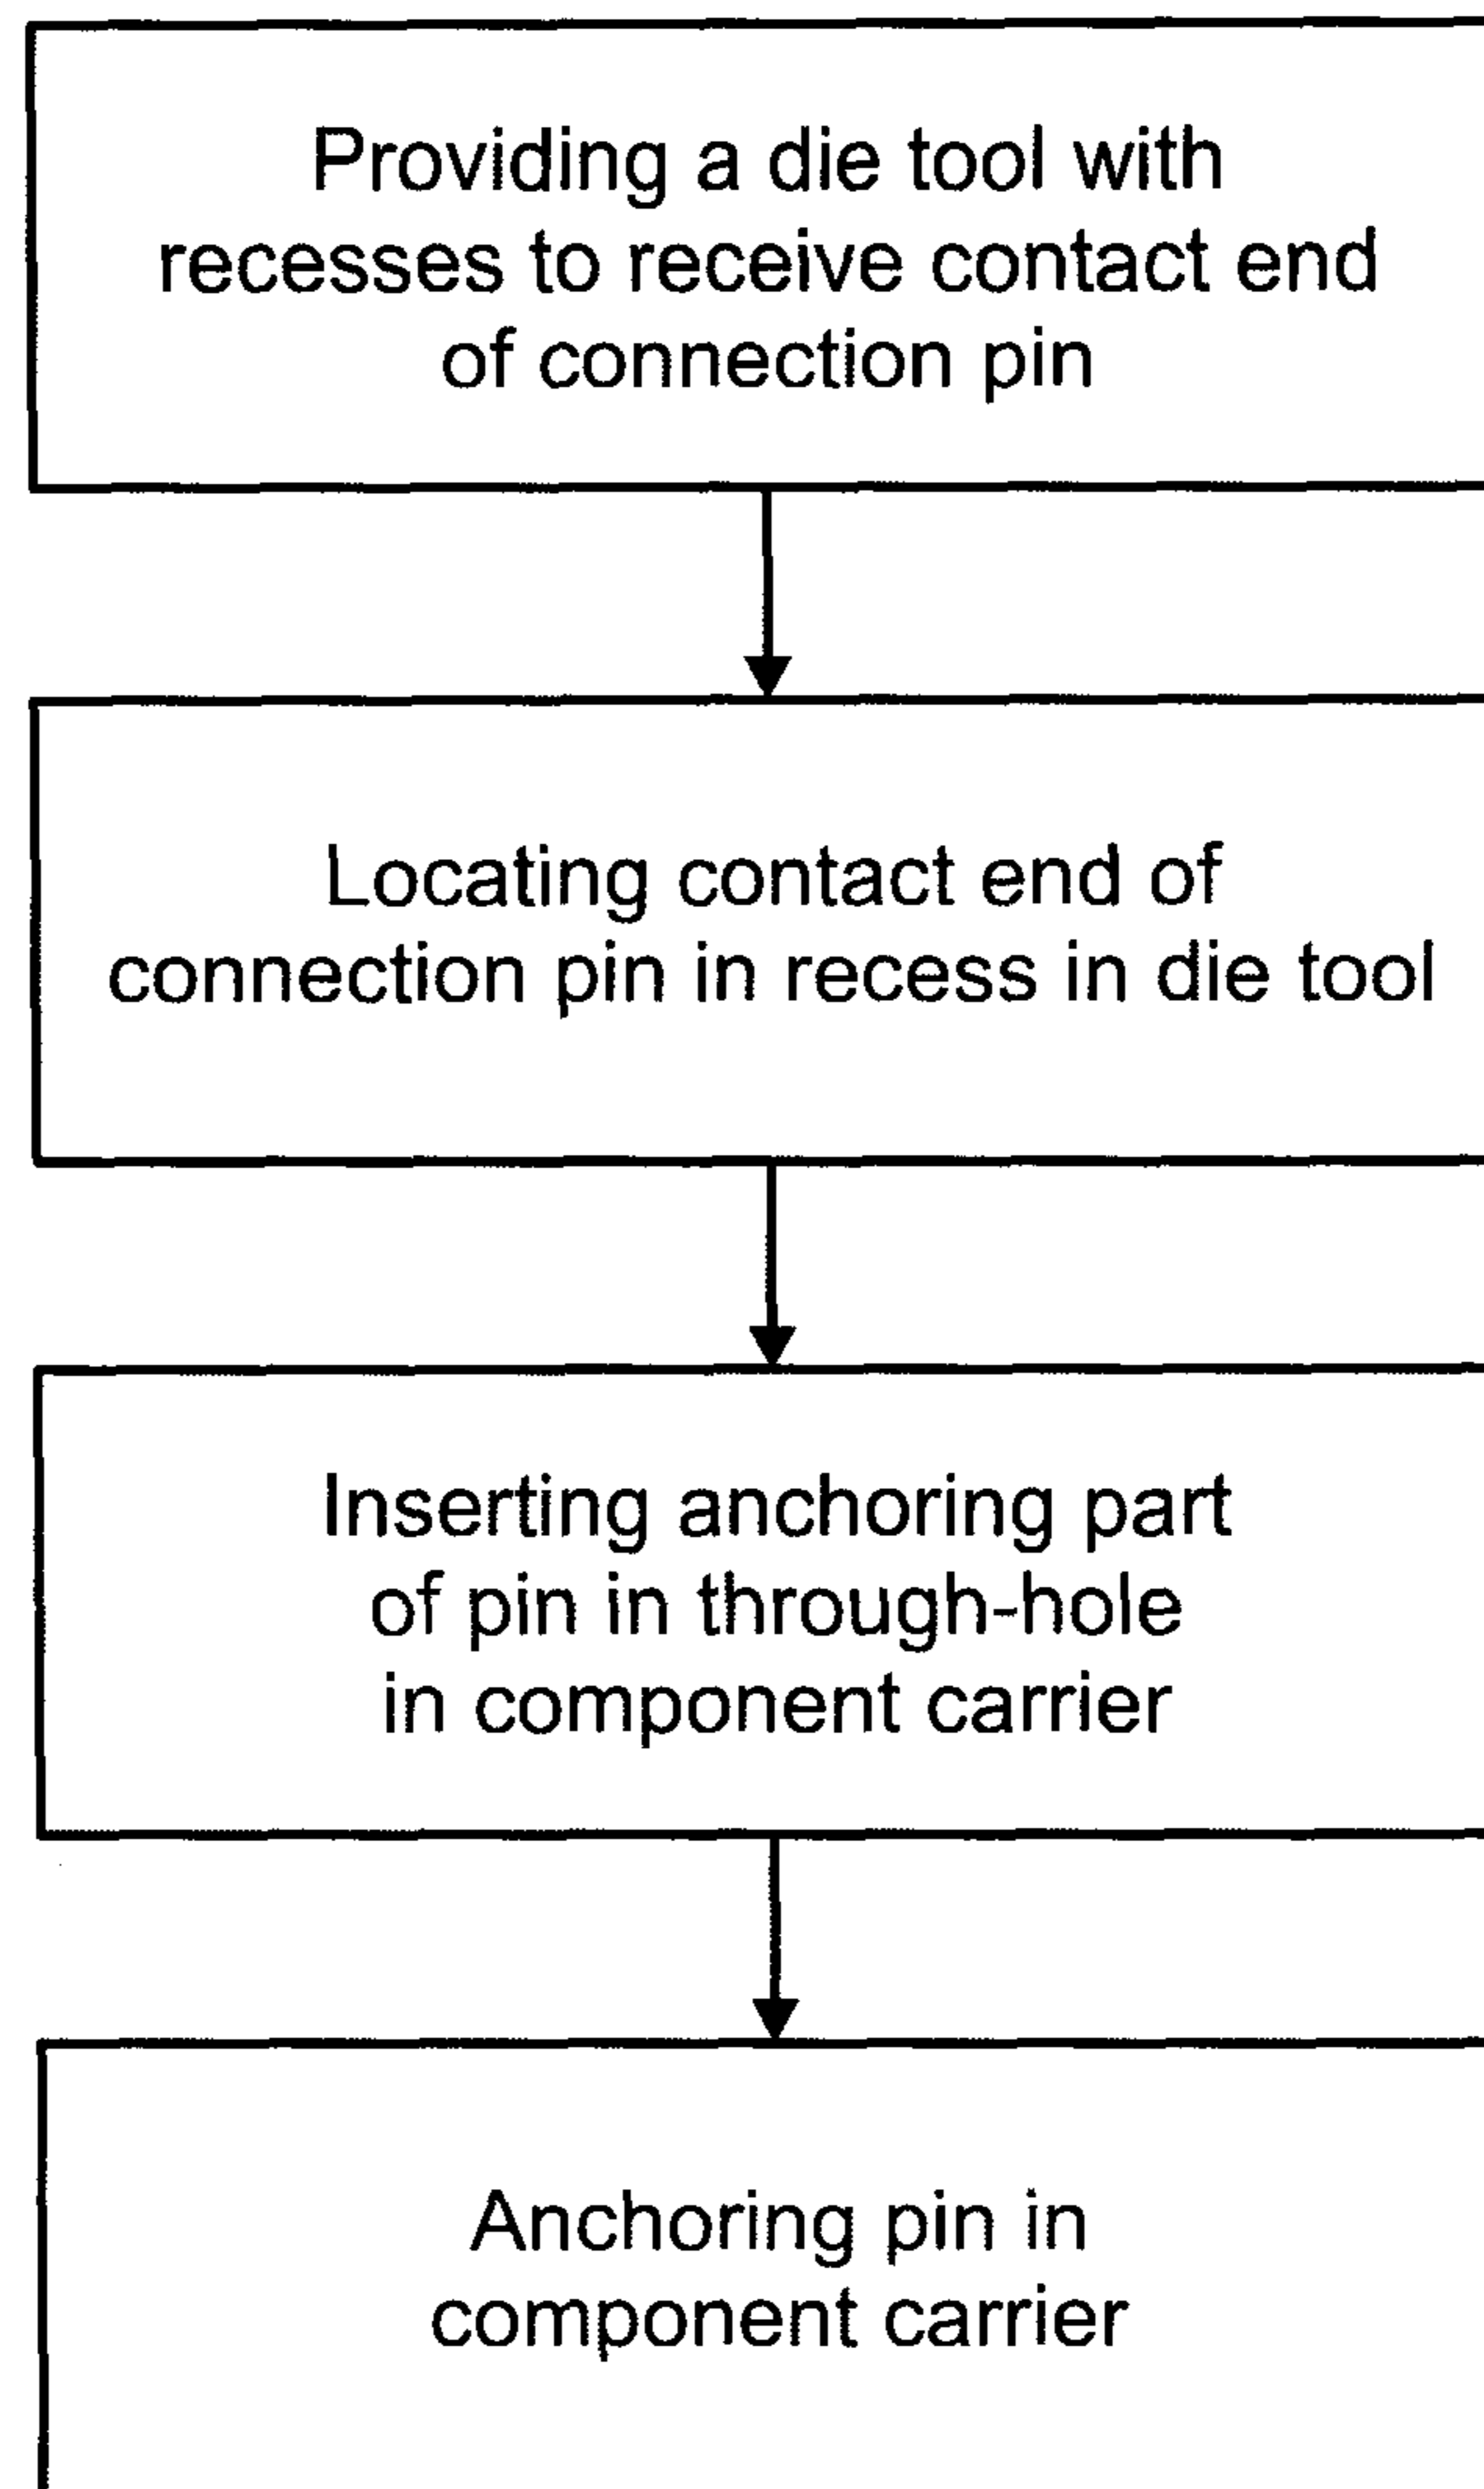 Providing a die tool with
recesses to receive contact end
of connection pin
Locating contact end of
connection pin in recess in die tool
Inserting anchoring part
of pin in through-hole
in component carrier
Anchoring pin in
component carrier